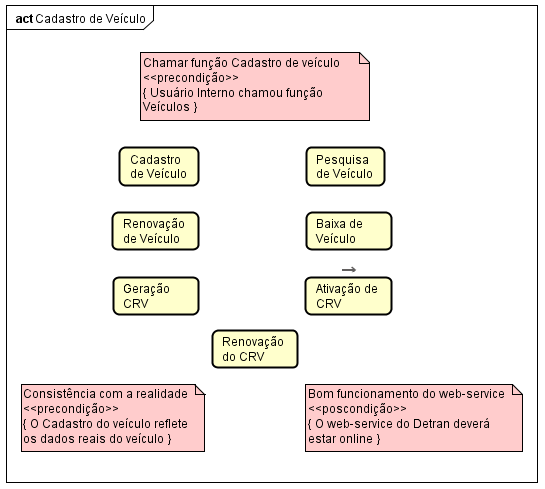 act Cadastro de Veículo
Chamar função Cadastro de veículo
<<precondição>>
{ Usuário Interno chamou função
Veículos }
Cadastro
de Veículo
Pesquisa
de Veículo
Renovação
de Veículo
Baixa de
Veículo
Geração
CRV
Ativação de
CRV
Renovação
do CRV
Consistência com a realidade
<<precondição>>
{ O Cadastro do veículo reflete
os dados reais do veículo }
Bom funcionamento do web-service
<<poscondição>>
{ O web-service do Detran deverá
estar online }